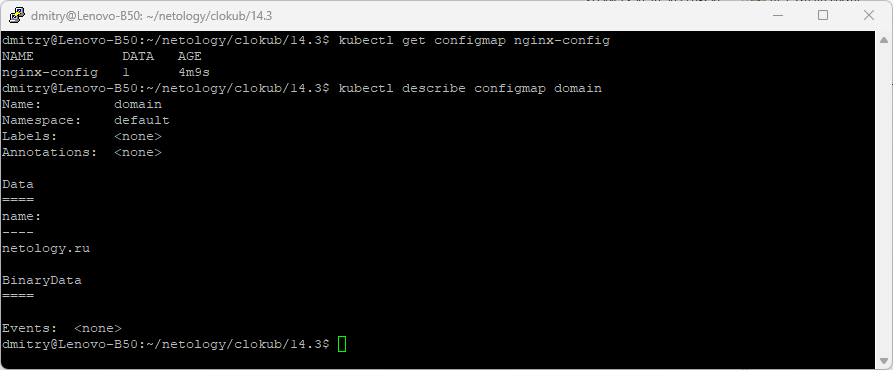 dmitry@Lenovo-B50: ~/netology/clokub/14.3
dmitry@Lenovo-B50:~/netology/clokub/14.3$ kubectl get configmap nginx-config
NAME           DATA   AGE
nginx-config   1      4m9s
dmitry@Lenovo-B50:~/netology/clokub/14.3$ kubectl describe configmap domain
Name:         domain
Namespace:    default
Labels:       <none>
Annotations:  <none>

Data
====
name:
----
netology.ru

BinaryData
====

Events:  <none>
dmitry@Lenovo-B50:~/netology/clokub/14.3$